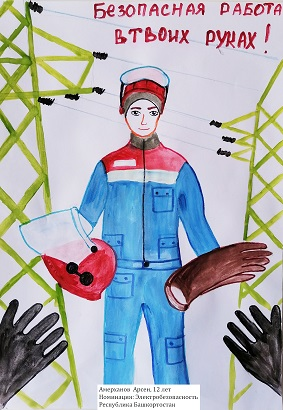 БЕЗОПАСНАЯ РАБОТА
В ТВОИХ РУКАХ!
Амерханов Арсен, 12 лет
Номинация: Электробезопасность
Республика Башкортостан